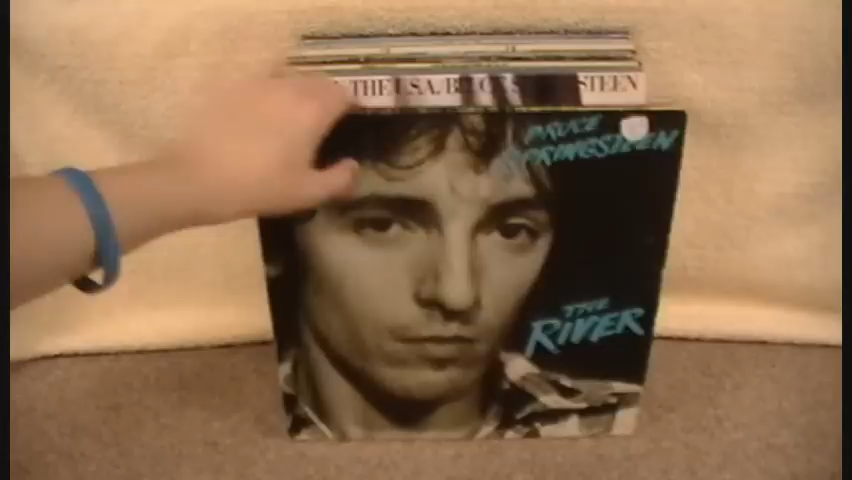 THE U.S.A./B
STEEN
BRUCE
SPRINGSTEEN
THE
RIVER